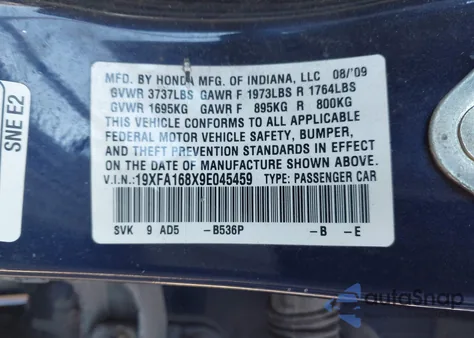 MFD. BY HONDA MFG. OF INDIANA, LLC 08/'09
GVWR 3737LBS GAWR F 1973LBS R 1764LBS
GVWR 1695KG GAWR F 895KG R 800KG
THIS VEHICLE CONFORMS TO ALL APPLICABLE
FEDERAL MOTOR VEHICLE SAFETY, BUMPER,
AND THEFT PREVENTION STANDARDS IN EFFECT
ON THE DATE OF MANUFACTURE SHOWN ABOVE.
V.I.N.:19XFA168X9E045459 TYPE: PASSENGER CAR
SVK 9 AD5 -B536P -B -E
SNE E2
autoSnap